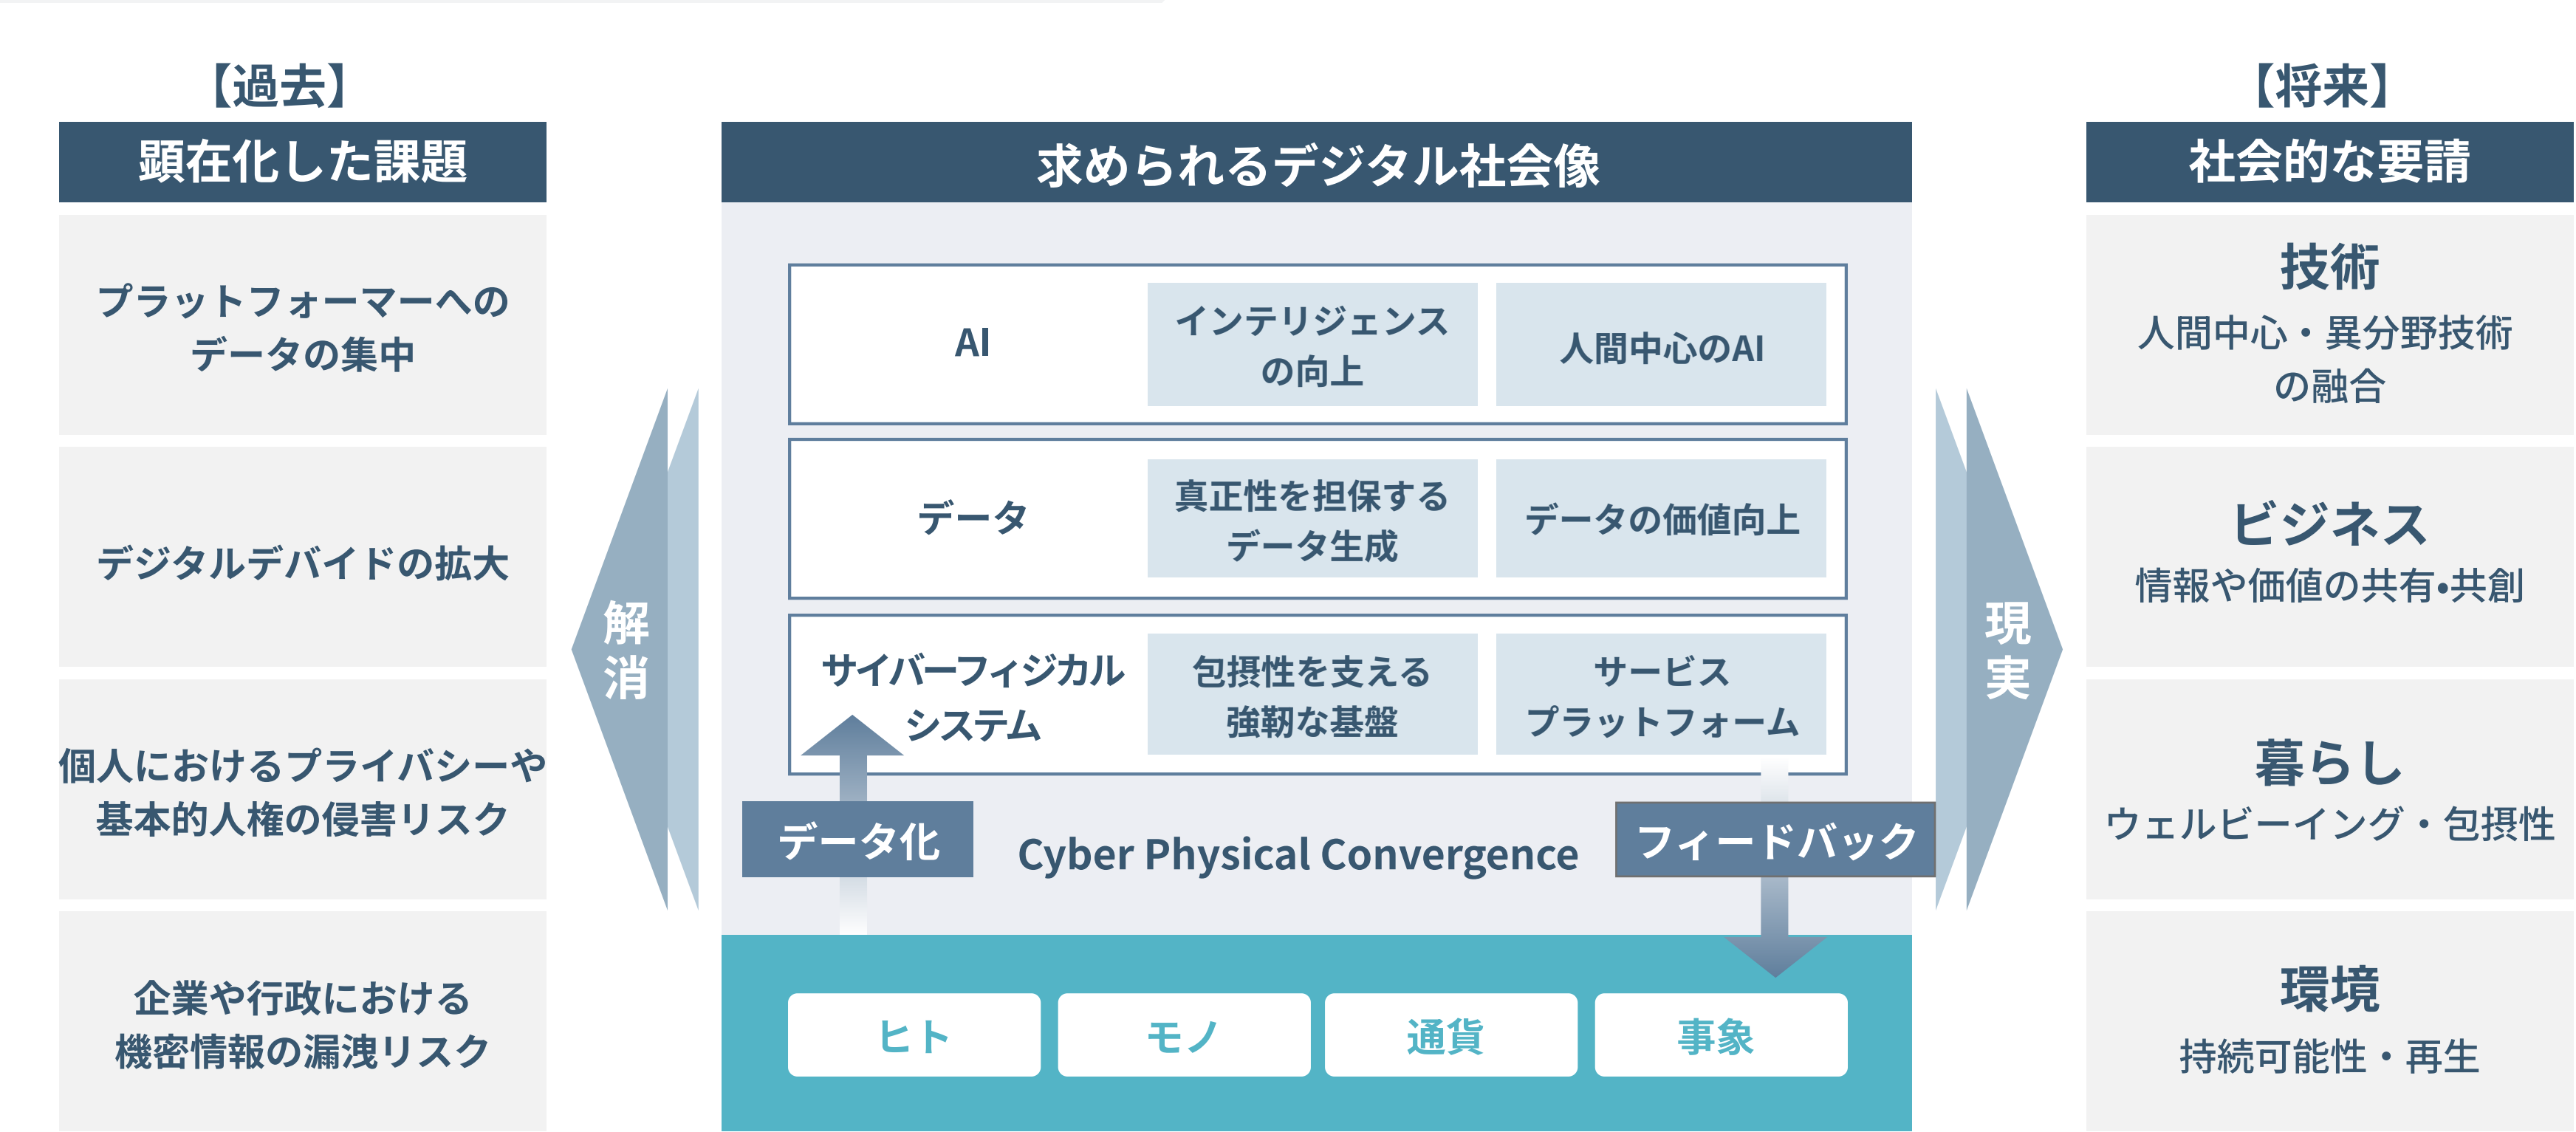 【過去】
顕在化した課題
プラットフォーマーへの
データの集中
デジタルデバイドの拡大
個人におけるプライバシーや
基本的人権の侵害リスク
企業や行政における
機密情報の漏洩リスク
解
消
求められるデジタル社会像
AI
インテリジェンス
の向上
人間中心のAI
データ
真正性を担保する
データ生成
データの価値向上
サイバーフィジカル
システム
包摂性を支える
強靭な基盤
サービス
プラットフォーム
データ化
Cyber Physical Convergence
フィードバック
ヒト
モノ
通貨
事象
現
実
【将来】
社会的な要請
技術
人間中心・異分野技術
の融合
ビジネス
情報や価値の共有•共創
暮らし
ウェルビーイング・包摂性
環境
持続可能性・再生